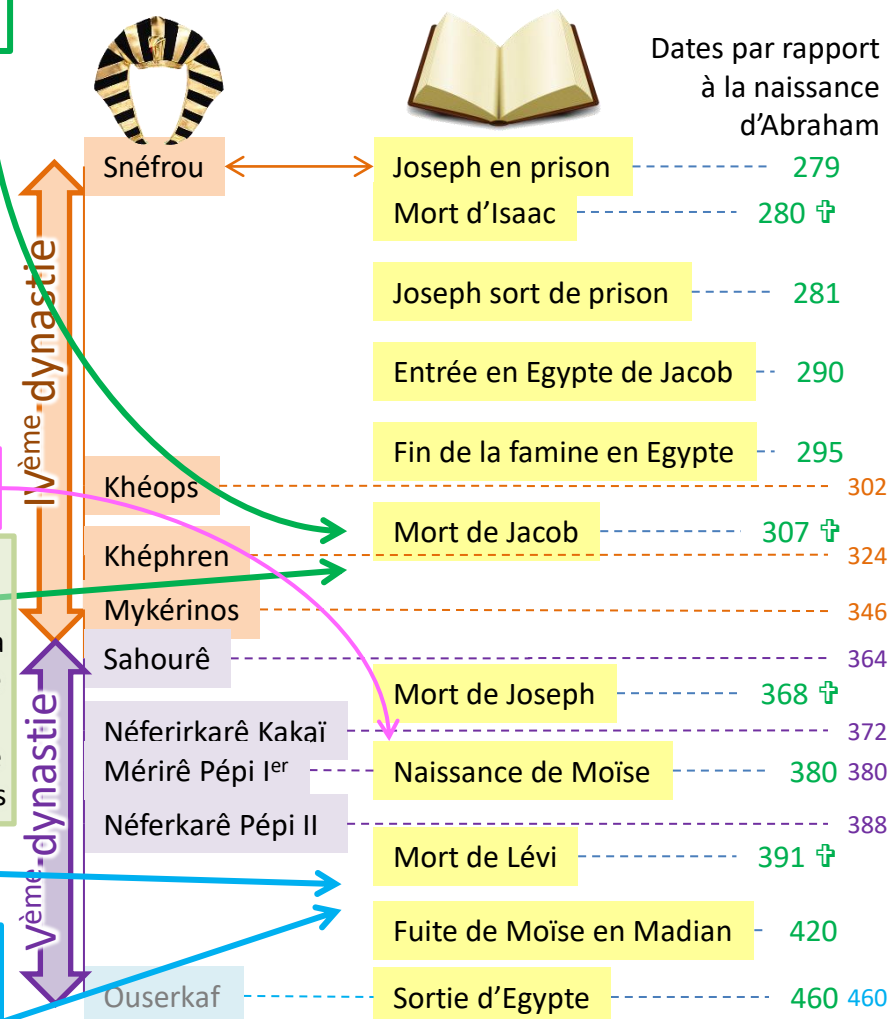 Dates par rapport
à la naissance
d’Abraham
Snéfrou
Joseph en prison 279
Mort d’Isaac 280 ✞
Joseph sort de prison 281
Entrée en Egypte de Jacob 290
Fin de la famine en Egypte 295
Khéops 302
Mort de Jacob 307 ✞
Khéphren 324
Mykérinos 346
Sahourê 364
Mort de Joseph 368 ✞
Néferirkarê Kakaï 372
Mérirê Pépi Ier Naissance de Moïse 380 380
Néferkarê Pépi II 388
Mort de Lévi 391 ✞
Fuite de Moïse en Madian 420
Ouserkaf Sortie d’Egypte 460 460
IVème dynastie
Vème dynastie